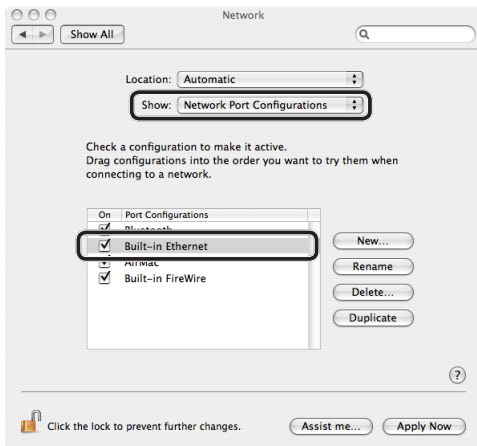 Network
Show All
Location: Automatic
Show: Network Port Configurations
Check a configuration to make it active.
Drag configurations into the order you want to try them when
connecting to a network.
On Port Configurations
Bluetooth
Built-in Ethernet
AirMac
Built-in FireWire
New...
Rename
Delete...
Duplicate
?
Click the lock to prevent further changes.
Assist me...
Apply Now